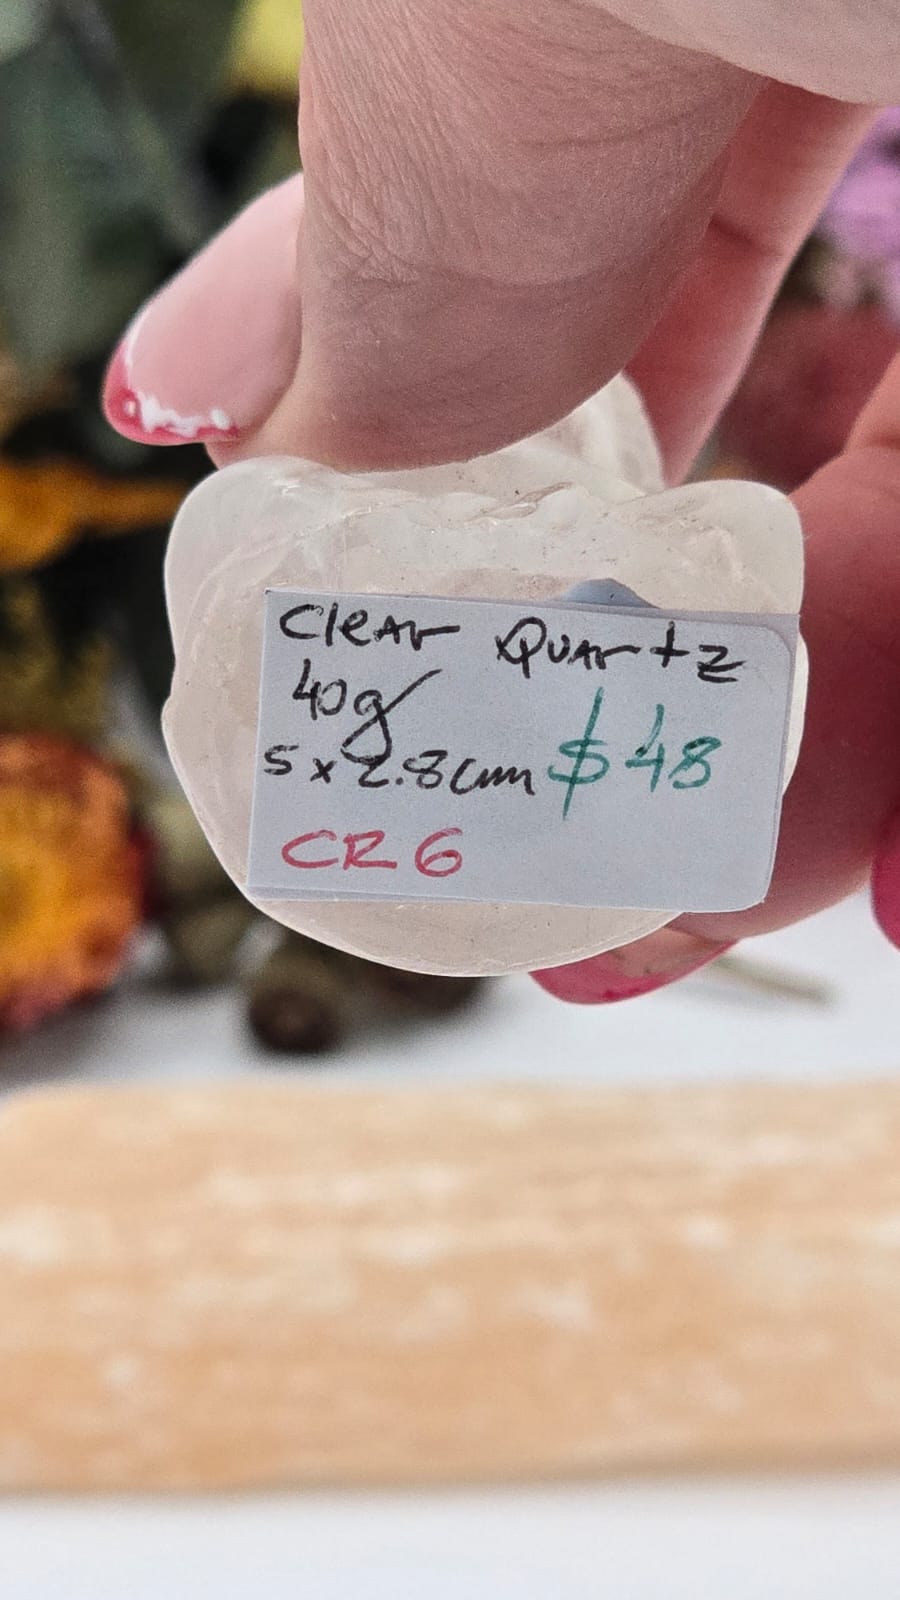 Clear Quartz
40g
5 x 2.8cm $48
CR6